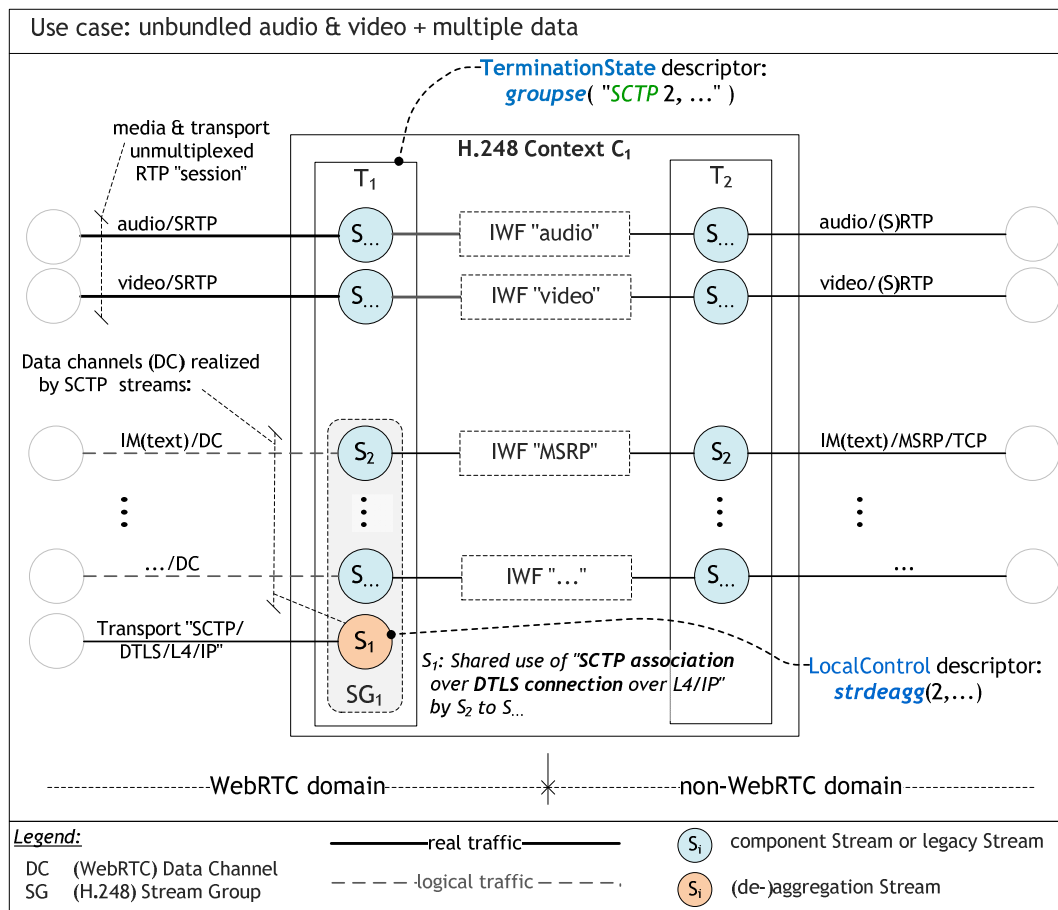 Use case: unbundled audio & video + multiple data
TerminationState descriptor:
groupse( "SCTP 2, ..." )
media & transport
unmultiplexed
RTP "session"
H.248 Context C1
T1
T2
audio/SRTP
S...
IWF "audio"
S...
audio/(S)RTP
video/SRTP
S...
IWF "video"
S...
video/(S)RTP
Data channels (DC) realized
by SCTP streams:
IM(text)/DC
S2
IWF "MSRP"
S2
IM(text)/MSRP/TCP
.../DC
S...
IWF "..."
S...
...
Transport "SCTP/
DTLS/L4/IP"
S1
SG1
S1: Shared use of "SCTP association
over DTLS connection over L4/IP"
by S2 to S...
LocalControl descriptor:
strdeagg(2,...)
WebRTC domain
non-WebRTC domain
Legend:
DC (WebRTC) Data Channel
SG (H.248) Stream Group
real traffic
logical traffic
Si component Stream or legacy Stream
Si (de-)aggregation Stream